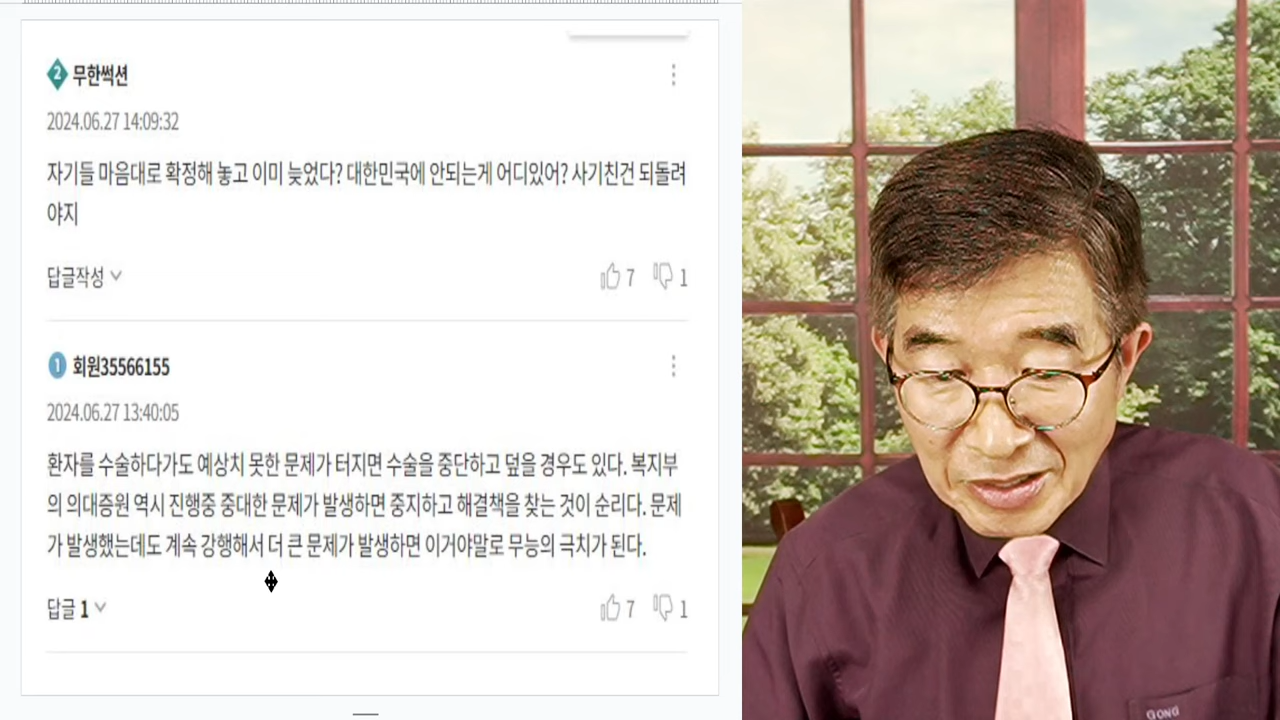 2 무한썩션
2024.06.27 14:09:32
자기들 마음대로 확정해 놓고 이미 늦었다? 대한민국에 안되는게 어디있어? 사기친건 되돌려
야지
답글작성
7 1
1 회원35566155
2024.06.27 13:40:05
환자를 수술하다가도 예상치 못한 문제가 터지면 수술을 중단하고 덮을 경우도 있다. 복지부
의 의대증원 역시 진행중 중대한 문제가 발생하면 중지하고 해결책을 찾는 것이 순리다. 문제
가 발생했는데도 계속 강행해서 더 큰 문제가 발생하면 이거야말로 무능의 극치가 된다.
답글 1
7 1
GONG